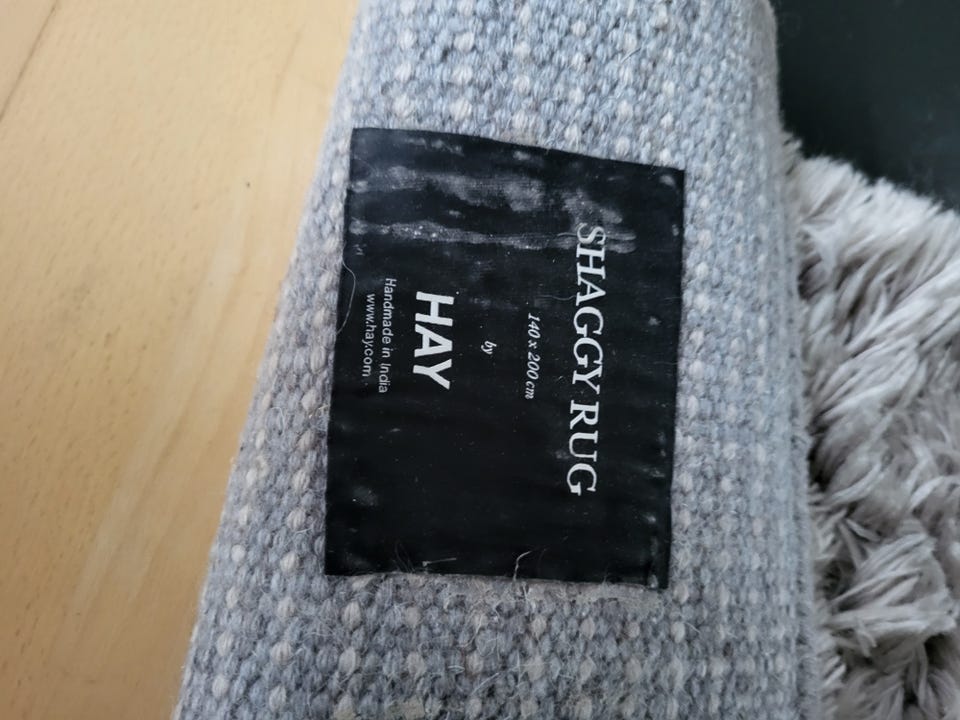 SHAGGY RUG
140 x 200 cm
by
HAY
Handmade in India
www.hay.com